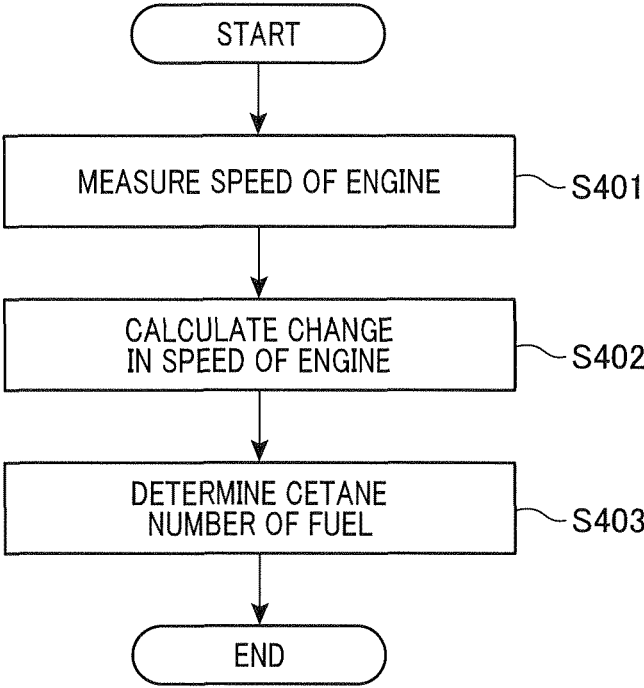 START
MEASURE SPEED OF ENGINE
S401
CALCULATE CHANGE
IN SPEED OF ENGINE
S402
DETERMINE CETANE
NUMBER OF FUEL
S403
END